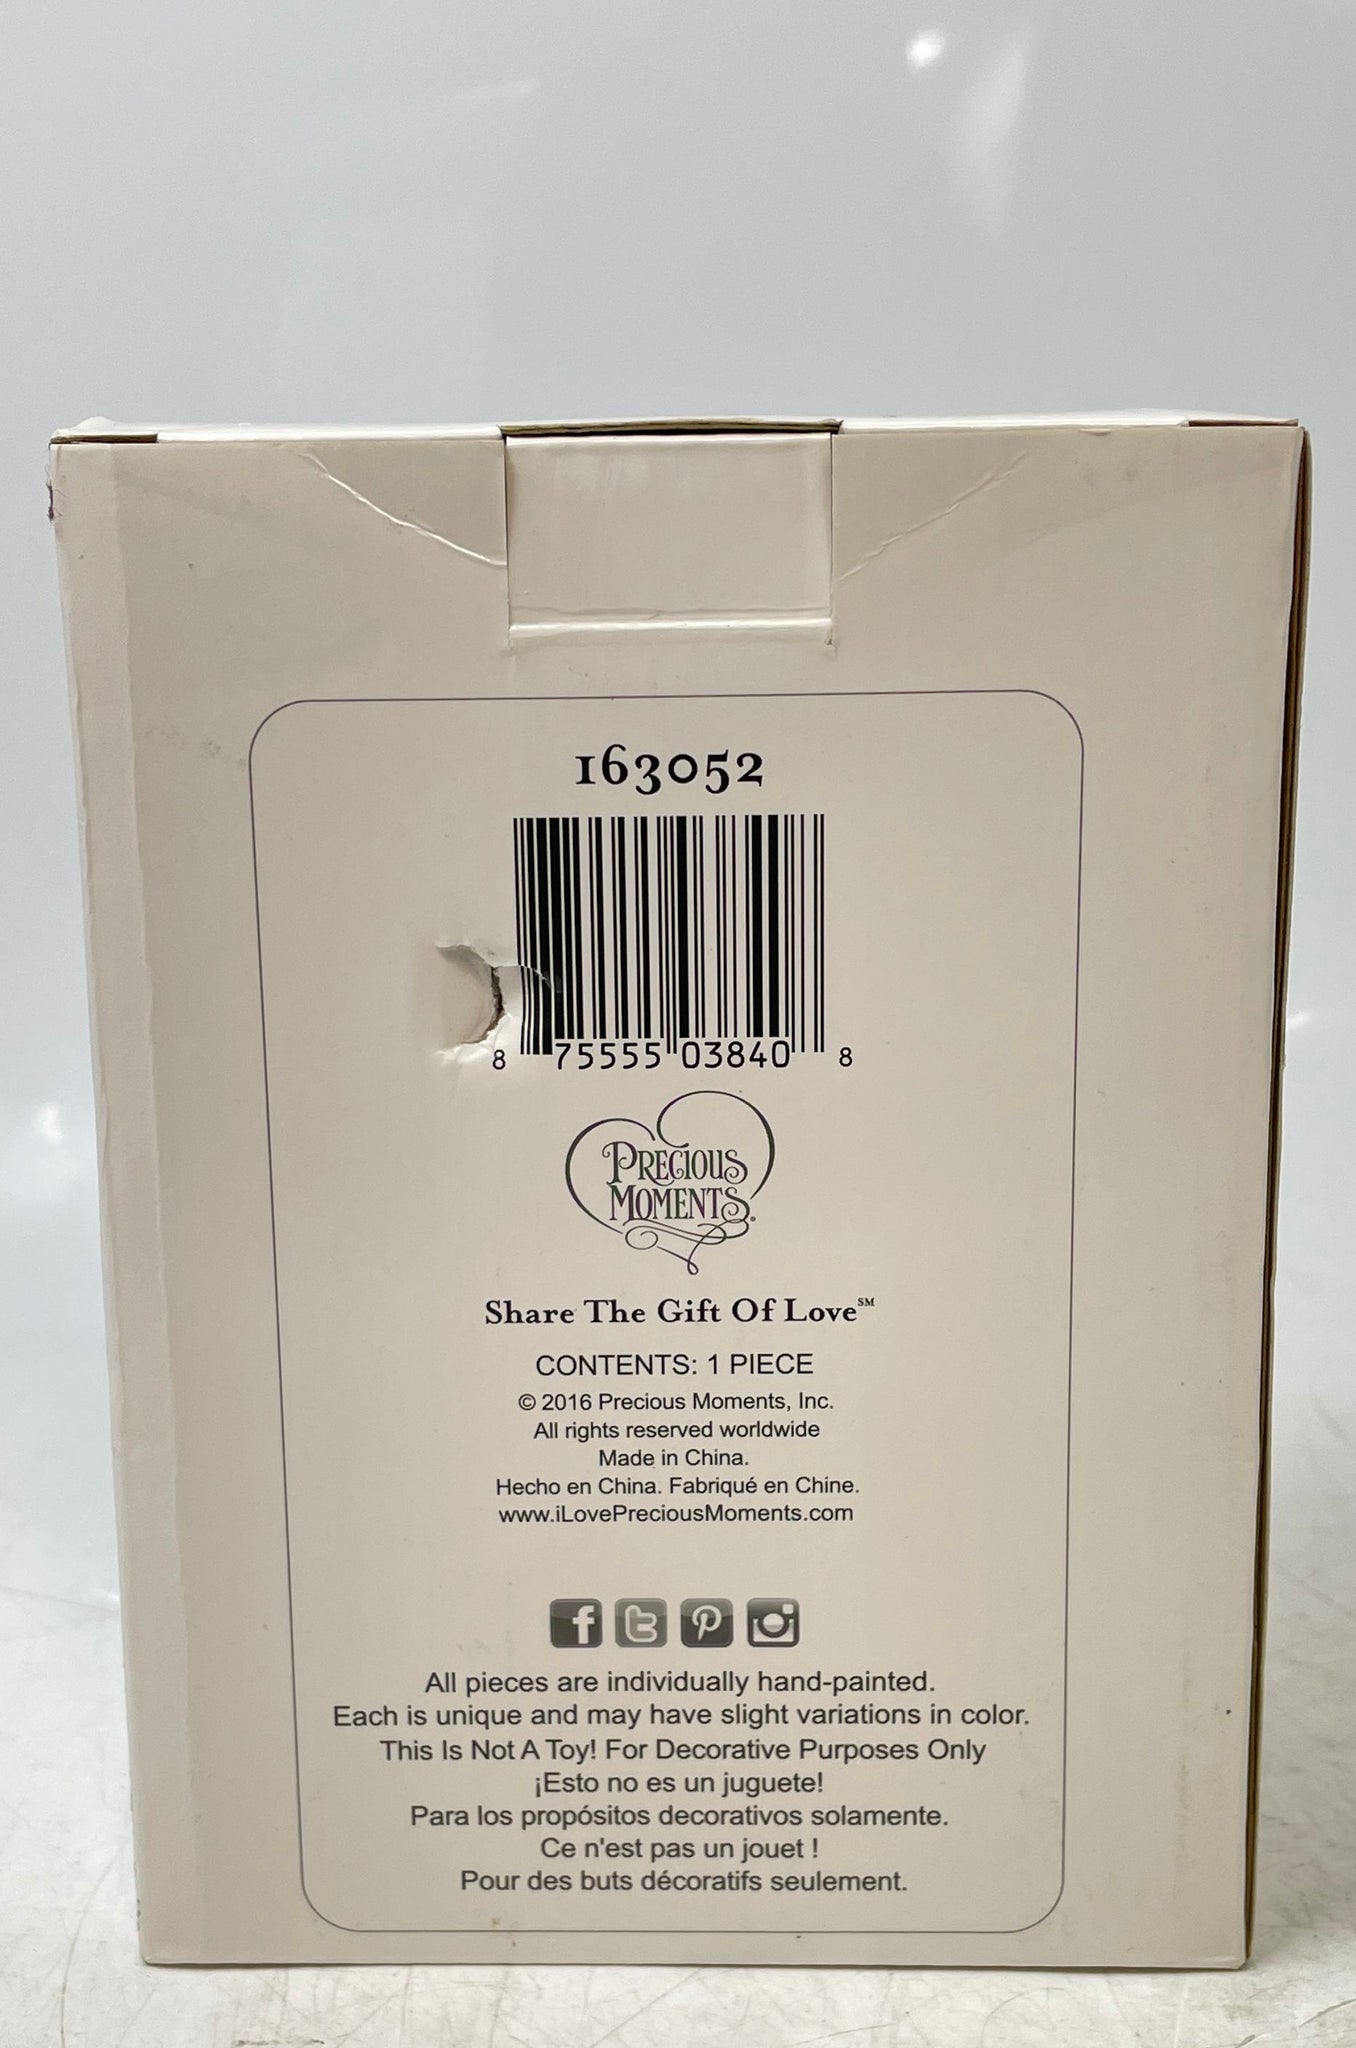 163052
8 75555 03840 8
PRECIOUS
MOMENTS®
Share The Gift Of Love℠
CONTENTS: 1 PIECE
© 2016 Precious Moments, Inc.
All rights reserved worldwide
Made in China.
Hecho en China. Fabriqué en Chine.
www.iLovePreciousMoments.com
All pieces are individually hand-painted.
Each is unique and may have slight variations in color.
This Is Not A Toy! For Decorative Purposes Only
¡Esto no es un juguete!
Para los propósitos decorativos solamente.
Ce n'est pas un jouet !
Pour des buts décoratifs seulement.